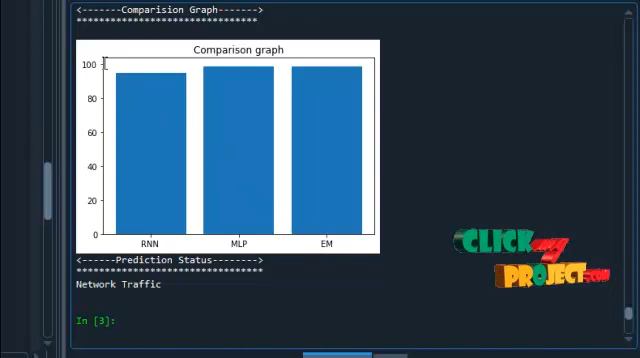 <-------Comparision Graph------->
*********************************
Comparison graph
100
80
60
40
20
0
RNN MLP EM
<------Prediction Status-------->
*********************************
Network Traffic
In [3]:
CLICK my
PROJECT.com